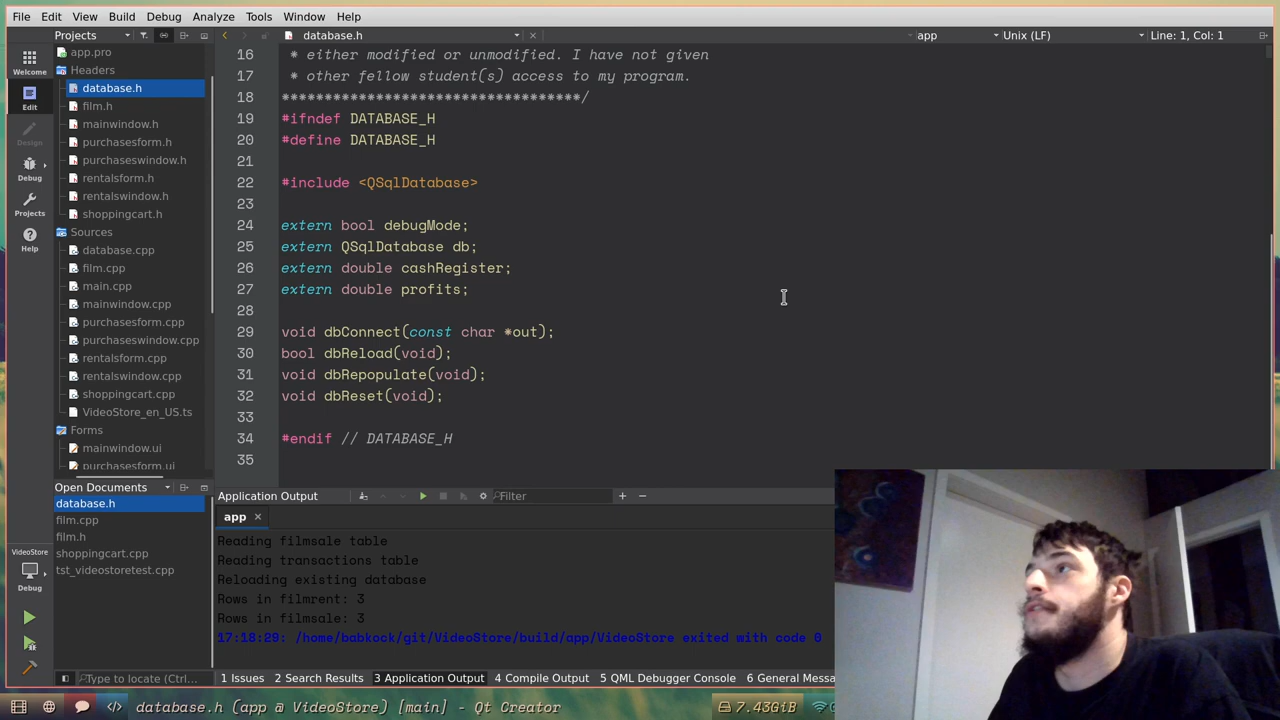 File Edit View Build Debug Analyze Tools Window Help
Projects
database.h
app
Unix (LF)
Line: 1, Col: 1
Welcome
Edit
Design
Debug
Projects
Help
app.pro
Headers
database.h
film.h
mainwindow.h
purchasesform.h
purchaseswindow.h
rentalsform.h
rentalswindow.h
shoppingcart.h
Sources
database.cpp
film.cpp
main.cpp
mainwindow.cpp
purchasesform.cpp
purchaseswindow.cpp
rentalsform.cpp
rentalswindow.cpp
shoppingcart.cpp
VideoStore_en_US.ts
Forms
mainwindow.ui
purchasesform.ui
16 * either modified or unmodified. I have not given
17 * other fellow student(s) access to my program.
18 ***********************************/
19 #ifndef DATABASE_H
20 #define DATABASE_H
21
22 #include <QSqlDatabase>
23
24 extern bool debugMode;
25 extern QSqlDatabase db;
26 extern double cashRegister;
27 extern double profits;
28
29 void dbConnect(const char *out);
30 bool dbReload(void);
31 void dbRepopulate(void);
32 void dbReset(void);
33
34 #endif // DATABASE_H
35
Open Documents
database.h
film.cpp
film.h
shoppingcart.cpp
tst_videostoretest.cpp
VideoStore
Debug
Application Output
Filter
app
Reading filmsale table
Reading transactions table
Reloading existing database
Rows in filmrent: 3
Rows in filmsale: 3
17:18:29: /home/babkock/git/VideoStore/build/app/VideoStore exited with code 0
Type to locate (Ctrl...
1 Issues 2 Search Results 3 Application Output 4 Compile Output 5 QML Debugger Console 6 General Messa
database.h (app @ VideoStore) [main] - Qt Creator
7.43GiB